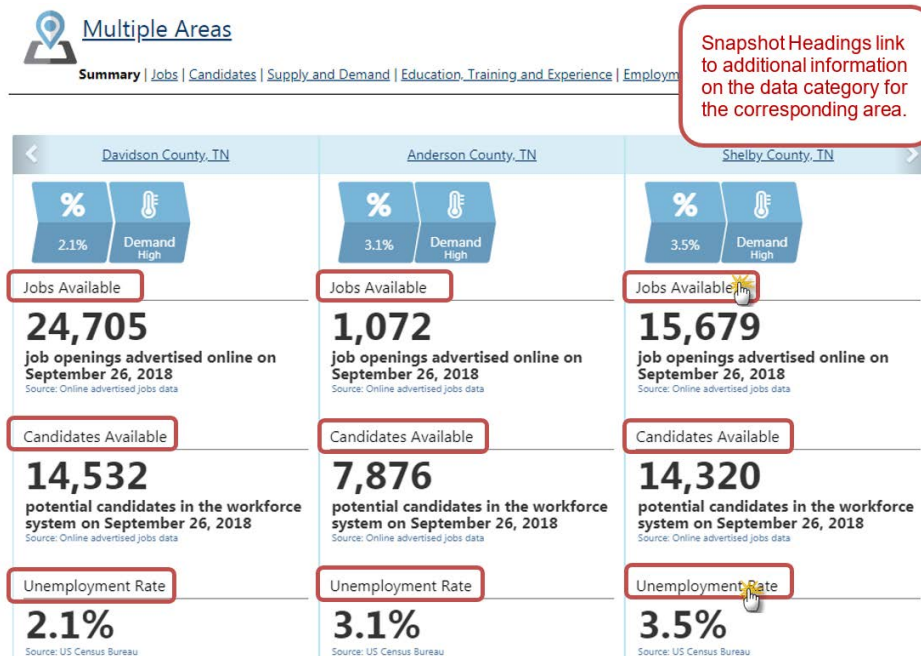 Multiple Areas
Summary | Jobs | Candidates | Supply and Demand | Education, Training and Experience | Employm
Snapshot Headings link
to additional information
on the data category for
the corresponding area.
Davidson County, TN
%
2.1%
Demand
High
Jobs Available
24,705
job openings advertised online on
September 26, 2018
Source: Online advertised jobs data
Candidates Available
14,532
potential candidates in the workforce
system on September 26, 2018
Source: Online advertised jobs data
Unemployment Rate
2.1%
Source: US Census Bureau
Anderson County, TN
%
3.1%
Demand
High
Jobs Available
1,072
job openings advertised online on
September 26, 2018
Source: Online advertised jobs data
Candidates Available
7,876
potential candidates in the workforce
system on September 26, 2018
Source: Online advertised jobs data
Unemployment Rate
3.1%
Source: US Census Bureau
Shelby County, TN
%
3.5%
Demand
High
Jobs Available
15,679
job openings advertised online on
September 26, 2018
Source: Online advertised jobs data
Candidates Available
14,320
potential candidates in the workforce
system on September 26, 2018
Source: Online advertised jobs data
Unemployment Rate
3.5%
Source: US Census Bureau